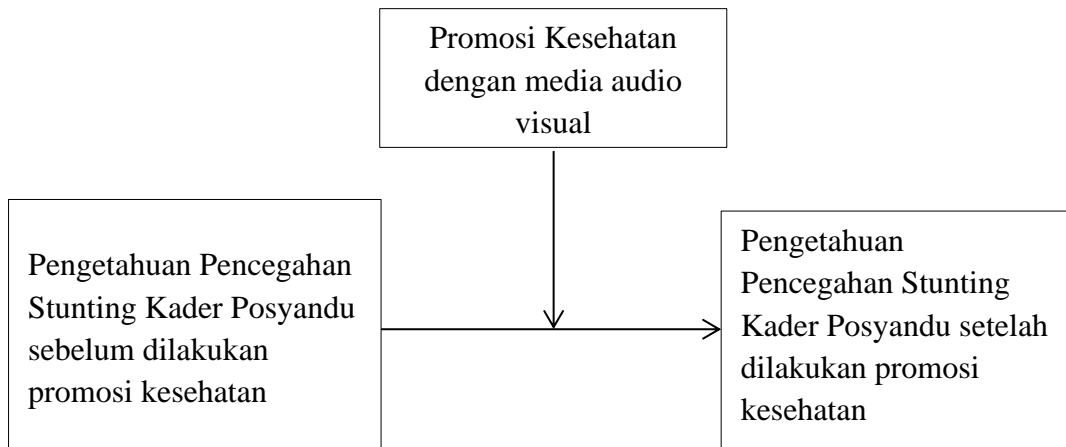 Promosi Kesehatan
dengan media audio
visual
Pengetahuan Pencegahan
Stunting Kader Posyandu
sebelum dilakukan
promosi kesehatan
Pengetahuan
Pencegahan Stunting
Kader Posyandu setelah
dilakukan promosi
kesehatan